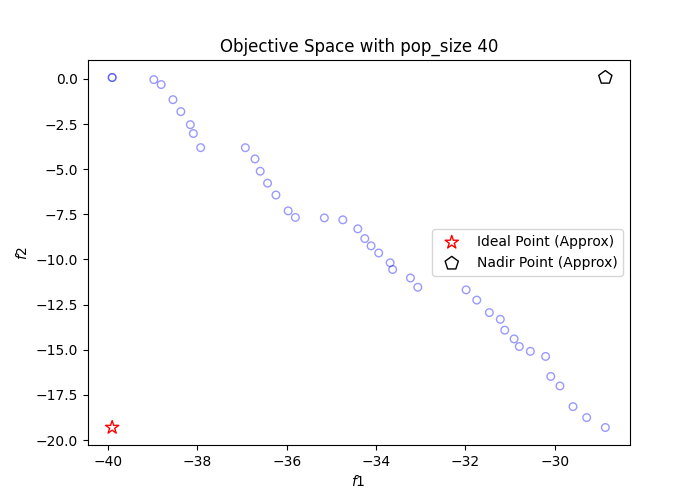 Objective Space with pop_size 40
0.0
−2.5
−5.0
−7.5
−10.0
−12.5
−15.0
−17.5
−20.0
f2
Ideal Point (Approx)
Nadir Point (Approx)
−40 −38 −36 −34 −32 −30
f1